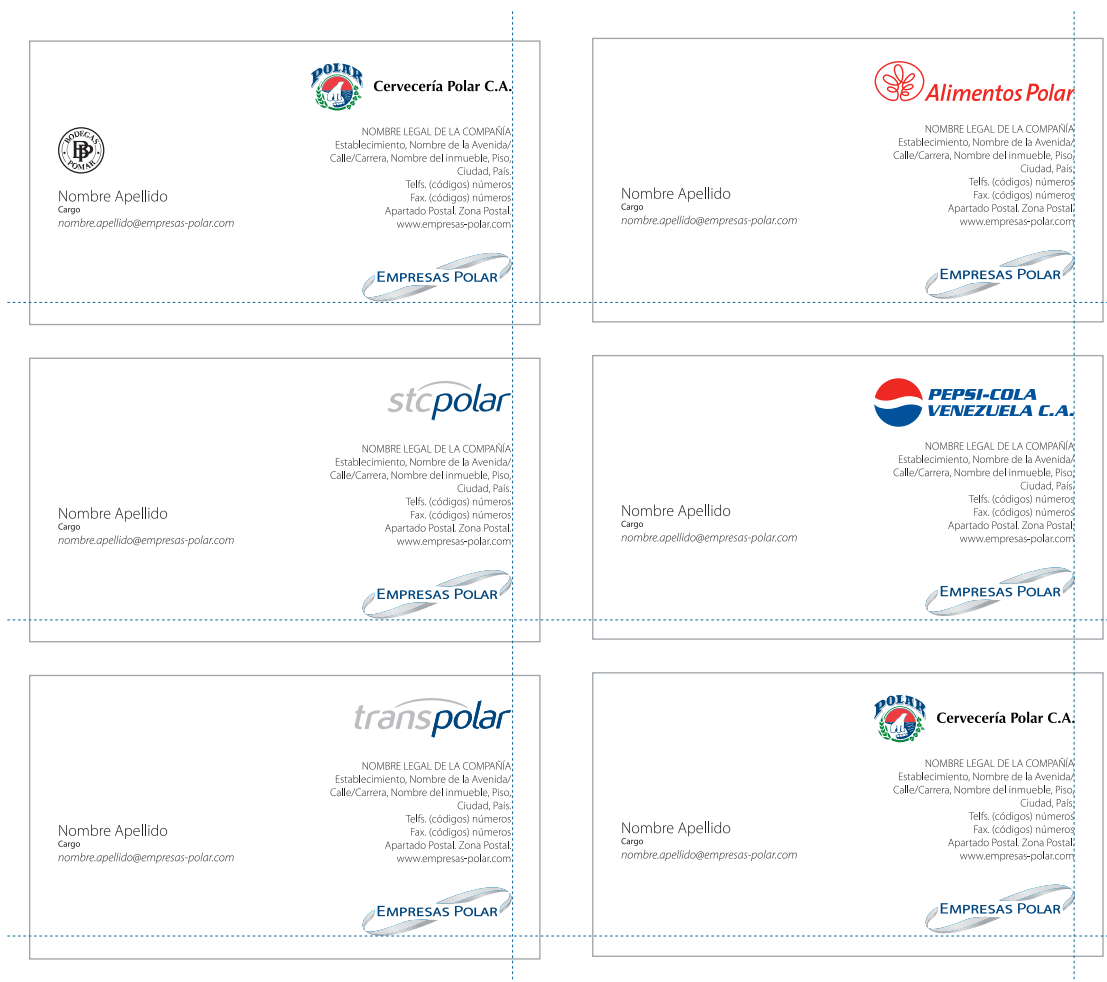 POLAR
Cervecería Polar C.A.
BODEGAS
BP
POMAR
NOMBRE LEGAL DE LA COMPAÑÍA
Establecimiento, Nombre de la Avenida/
Calle/Carrera, Nombre del inmueble, Piso,
Ciudad, País.
Telfs. (códigos) números
Fax. (códigos) números
Apartado Postal. Zona Postal.
www.empresas-polar.com
Nombre Apellido
Cargo
nombre.apellido@empresas-polar.com
EMPRESAS POLAR
Alimentos Polar
NOMBRE LEGAL DE LA COMPAÑÍA
Establecimiento, Nombre de la Avenida/
Calle/Carrera, Nombre del inmueble, Piso,
Ciudad, País.
Telfs. (códigos) números
Fax. (códigos) números
Apartado Postal. Zona Postal.
www.empresas-polar.com
Nombre Apellido
Cargo
nombre.apellido@empresas-polar.com
EMPRESAS POLAR
stcpolar
NOMBRE LEGAL DE LA COMPAÑÍA
Establecimiento, Nombre de la Avenida/
Calle/Carrera, Nombre del inmueble, Piso,
Ciudad, País.
Telfs. (códigos) números
Fax. (códigos) números
Apartado Postal. Zona Postal.
www.empresas-polar.com
Nombre Apellido
Cargo
nombre.apellido@empresas-polar.com
EMPRESAS POLAR
PEPSI-COLA
VENEZUELA C.A.
NOMBRE LEGAL DE LA COMPAÑÍA
Establecimiento, Nombre de la Avenida/
Calle/Carrera, Nombre del inmueble, Piso,
Ciudad, País.
Telfs. (códigos) números
Fax. (códigos) números
Apartado Postal. Zona Postal.
www.empresas-polar.com
Nombre Apellido
Cargo
nombre.apellido@empresas-polar.com
EMPRESAS POLAR
transpolar
NOMBRE LEGAL DE LA COMPAÑÍA
Establecimiento, Nombre de la Avenida/
Calle/Carrera, Nombre del inmueble, Piso,
Ciudad, País.
Telfs. (códigos) números
Fax. (códigos) números
Apartado Postal. Zona Postal.
www.empresas-polar.com
Nombre Apellido
Cargo
nombre.apellido@empresas-polar.com
EMPRESAS POLAR
POLAR
Cervecería Polar C.A.
NOMBRE LEGAL DE LA COMPAÑÍA
Establecimiento, Nombre de la Avenida/
Calle/Carrera, Nombre del inmueble, Piso,
Ciudad, País.
Telfs. (códigos) números
Fax. (códigos) números
Apartado Postal. Zona Postal.
www.empresas-polar.com
Nombre Apellido
Cargo
nombre.apellido@empresas-polar.com
EMPRESAS POLAR